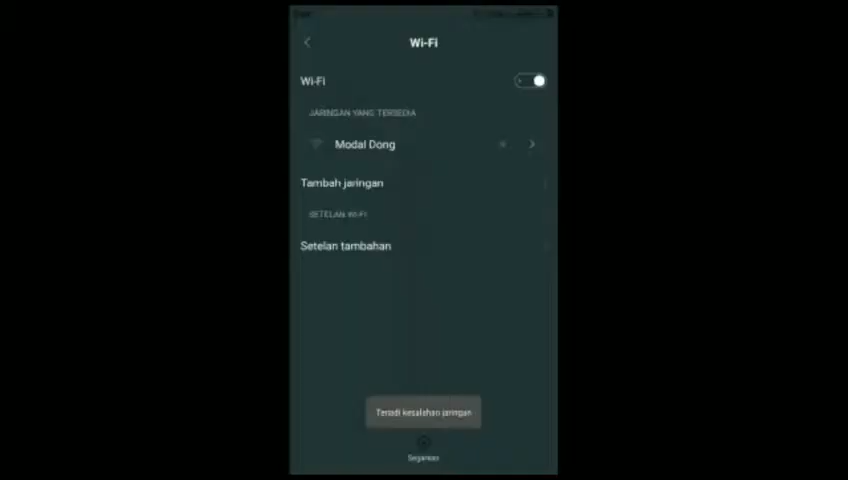 Wi-Fi
Wi-Fi
JARINGAN YANG TERSEDIA
Modal Dong
Tambah jaringan
SETELAN WI-FI
Setelan tambahan
Terjadi kesalahan jaringan
Segarkan